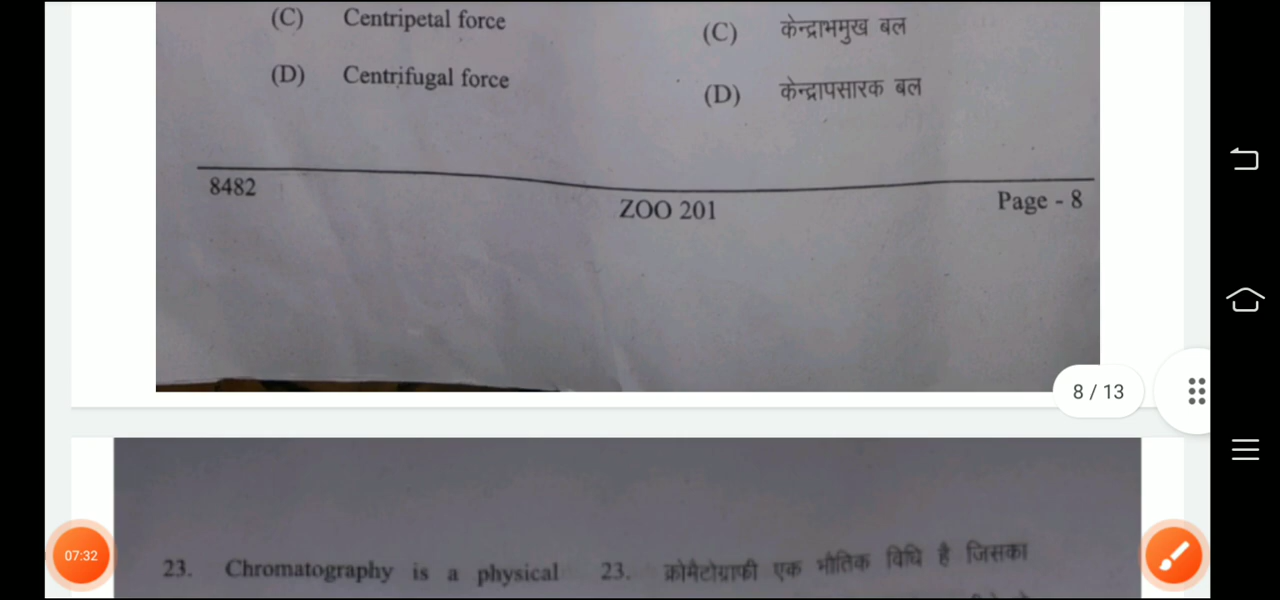 (C) Centripetal force
(C) केन्द्राभमुख बल
(D) Centrifugal force
(D) केन्द्रापसारक बल
8482
ZOO 201
Page - 8
8 / 13
07:32
23. Chromatography is a physical
23. क्रोमैटोग्राफी एक भौतिक विधि है जिसका